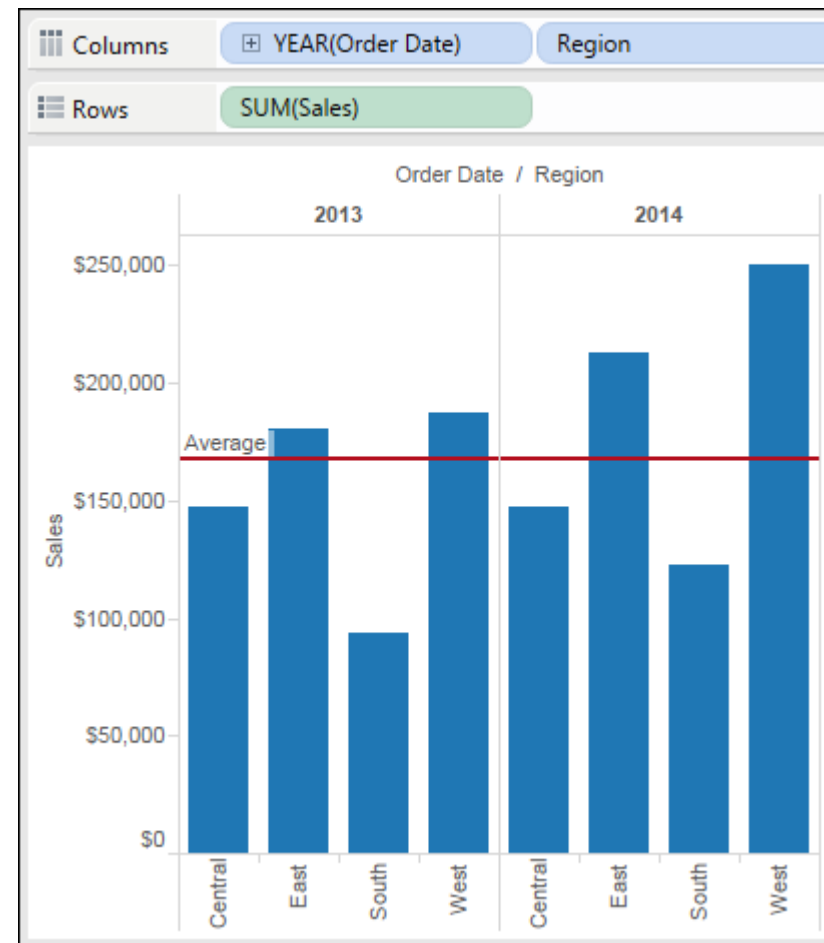 Columns YEAR(Order Date) Region
Rows SUM(Sales)
Order Date / Region
2013 2014
$250,000
$200,000
Average
$150,000
Sales
$100,000
$50,000
$0
Central East South West Central East South West